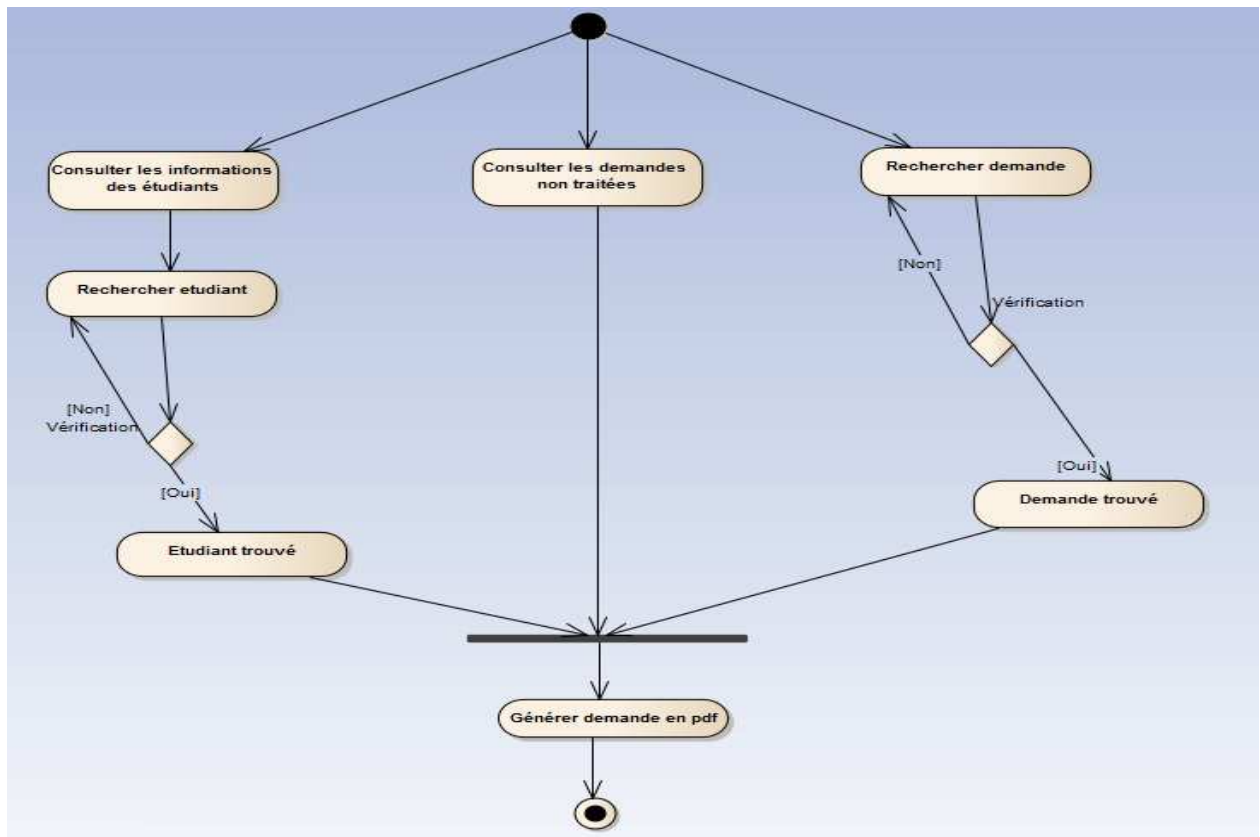 Consulter les informations
des étudiants
Consulter les demandes
non traitées
Rechercher demande
Rechercher etudiant
[Non]
Vérification
[Non]
Vérification
[Oui]
[Oui]
Etudiant trouvé
Demande trouvé
Générer demande en pdf